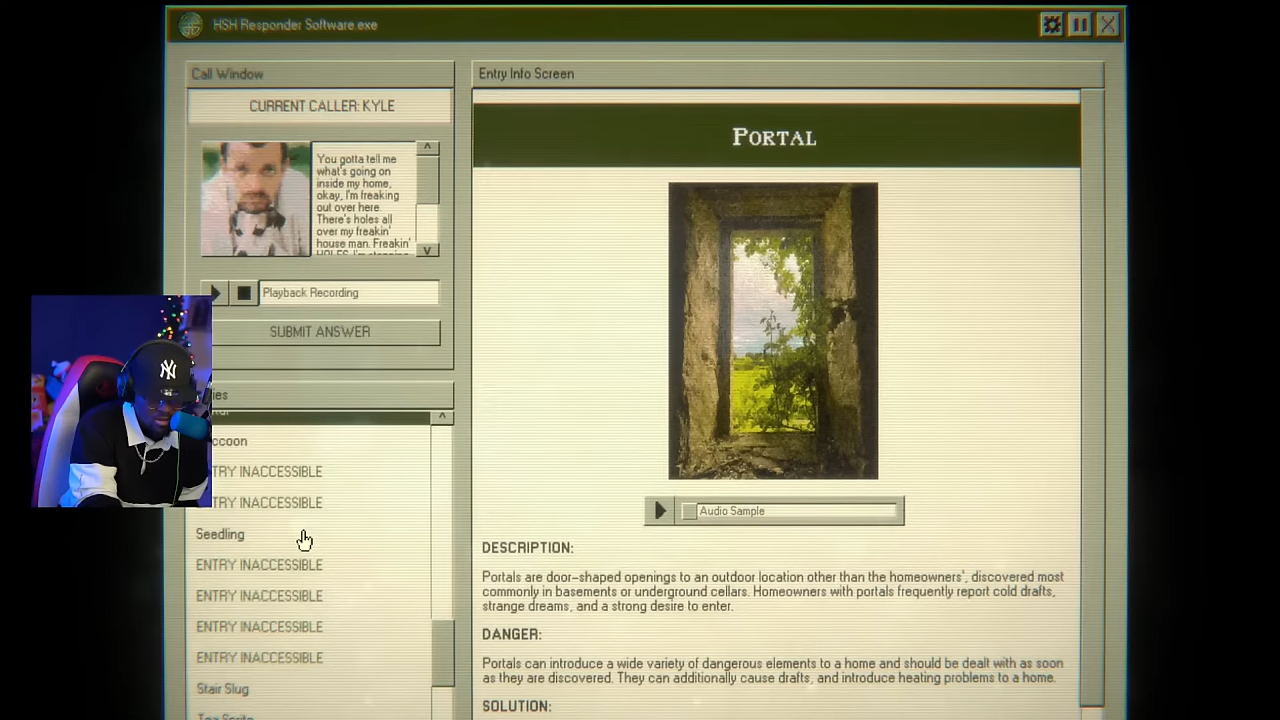 HSH Responder Software.exe
Call Window
CURRENT CALLER: KYLE
You gotta tell me
what's going on
inside my home,
okay, I'm freaking
out over here.
There's holes all
over my freakin'
house man. Freakin'
Playback Recording
SUBMIT ANSWER
ENTRY INACCESSIBLE
ENTRY INACCESSIBLE
Seedling
ENTRY INACCESSIBLE
ENTRY INACCESSIBLE
ENTRY INACCESSIBLE
ENTRY INACCESSIBLE
Stair Slug
Entry Info Screen
PORTAL
Audio Sample
DESCRIPTION:
Portals are door-shaped openings to an outdoor location other than the homeowners', discovered most
commonly in basements or underground cellars. Homeowners with portals frequently report cold drafts,
strange dreams, and a strong desire to enter.
DANGER:
Portals can introduce a wide variety of dangerous elements to a home and should be dealt with as soon
as they are discovered. They can additionally cause drafts, and introduce heating problems to a home.
SOLUTION: